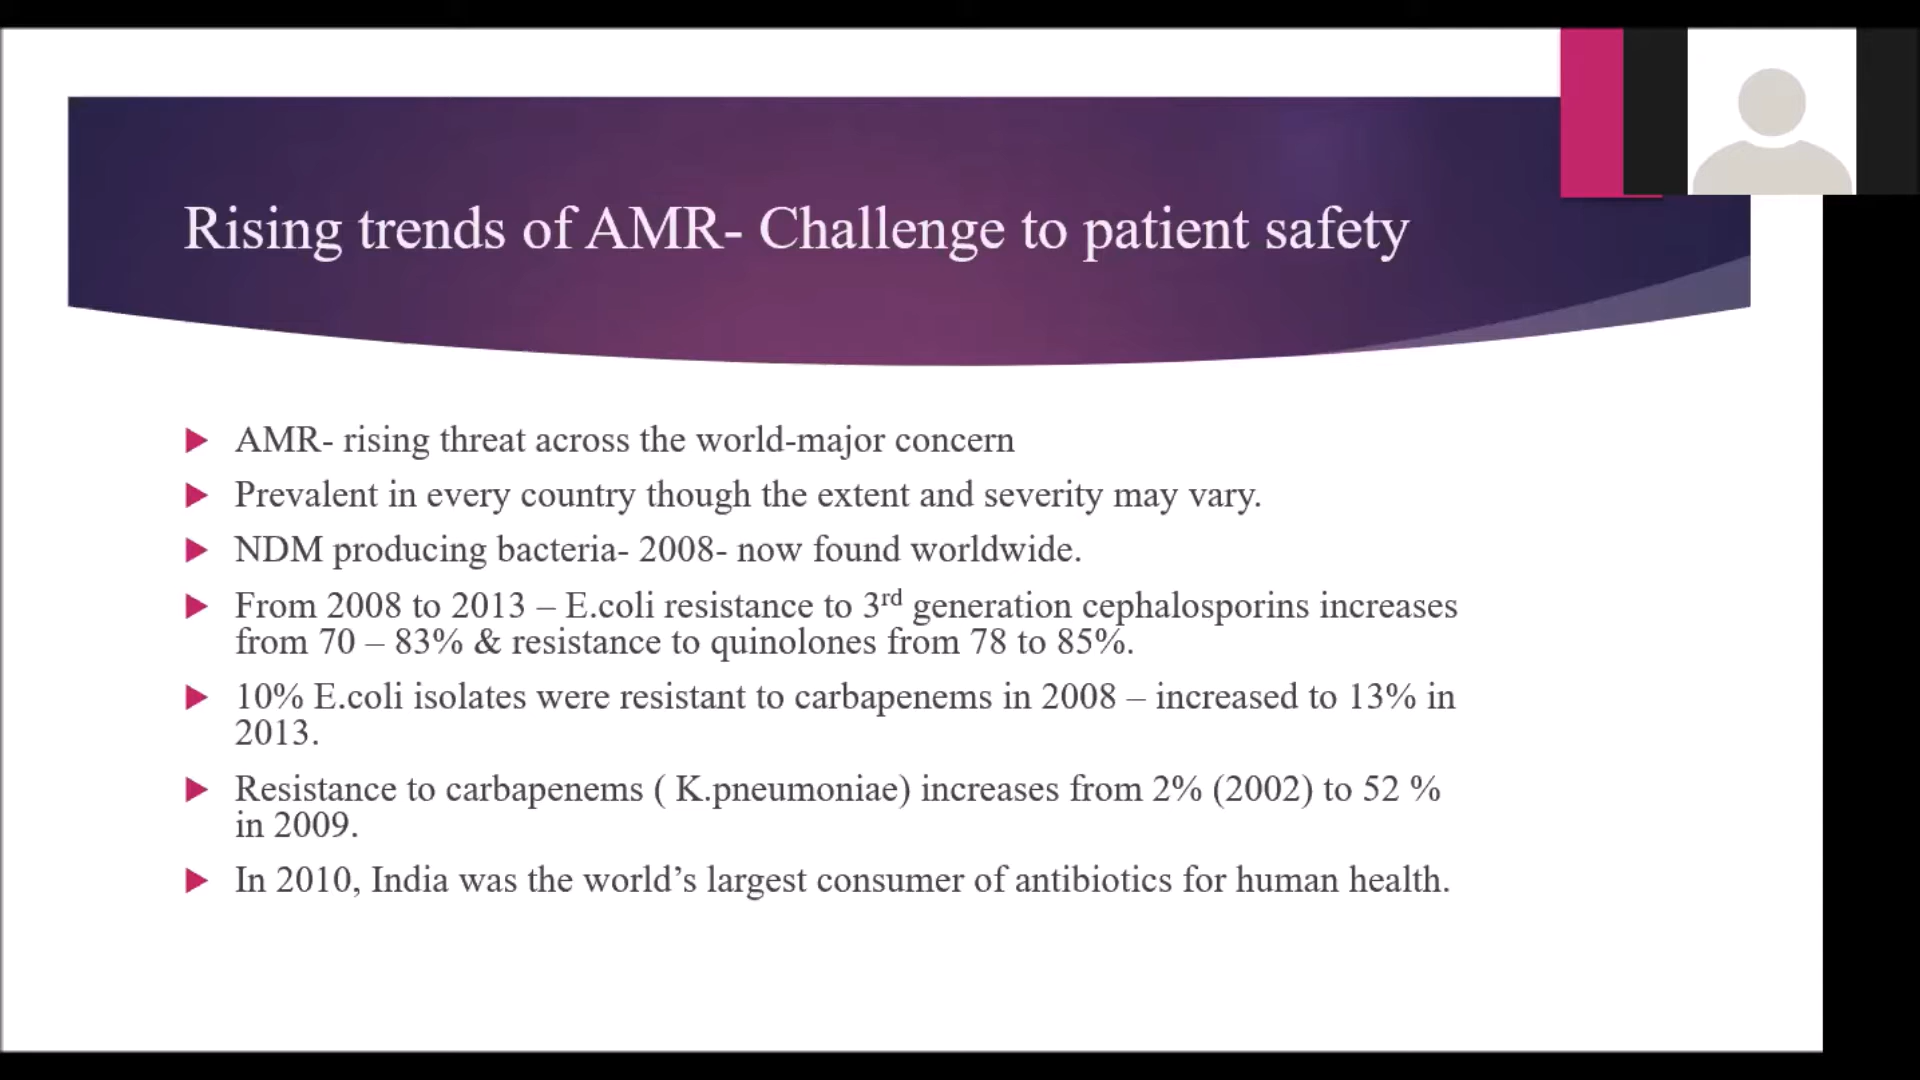 Rising trends of AMR- Challenge to patient safety
AMR- rising threat across the world-major concern
Prevalent in every country though the extent and severity may vary.
NDM producing bacteria- 2008- now found worldwide.
From 2008 to 2013 – E.coli resistance to 3rd generation cephalosporins increases
from 70 – 83% & resistance to quinolones from 78 to 85%.
10% E.coli isolates were resistant to carbapenems in 2008 – increased to 13% in
2013.
Resistance to carbapenems ( K.pneumoniae) increases from 2% (2002) to 52 %
in 2009.
In 2010, India was the world’s largest consumer of antibiotics for human health.